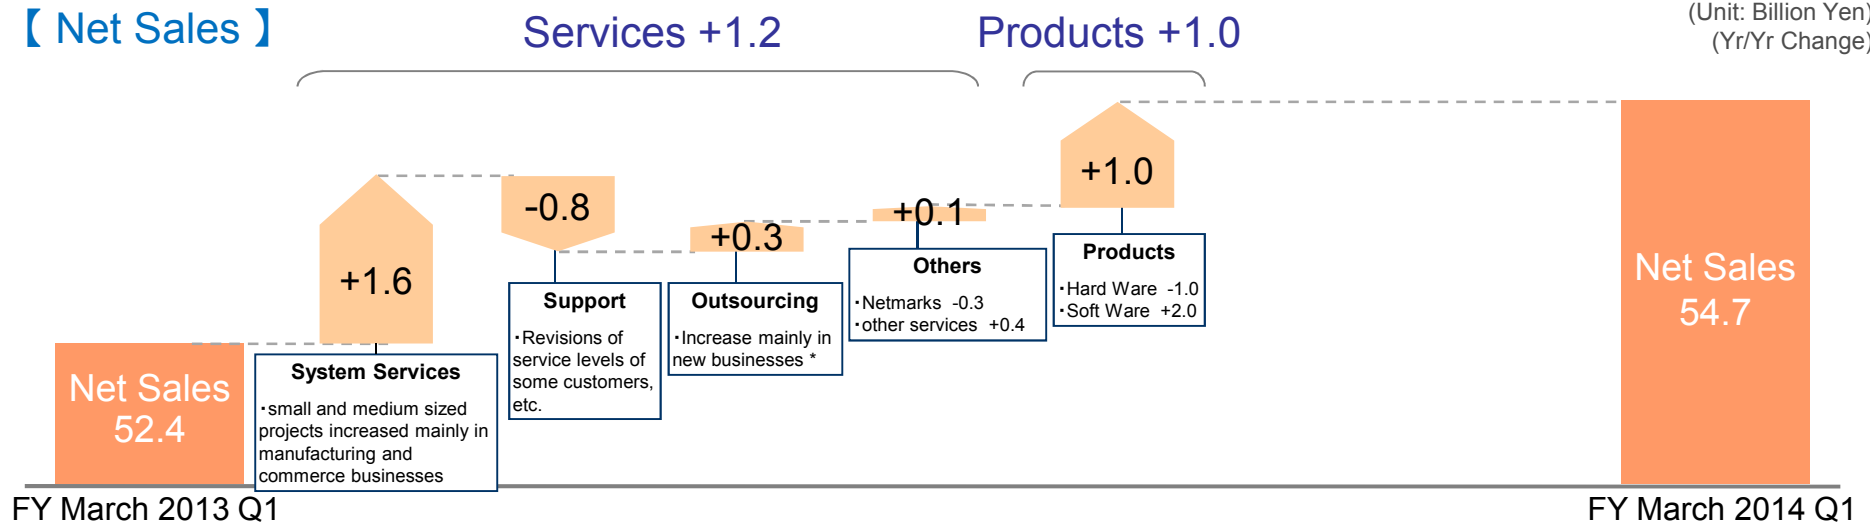 【 Net Sales 】
Services +1.2
Products +1.0
(Unit: Billion Yen)
(Yr/Yr Change)
Net Sales
52.4
+1.6
System Services
・small and medium sized
projects increased mainly in
manufacturing and
commerce businesses
-0.8
Support
・Revisions of
service levels of
some customers,
etc.
+0.3
Outsourcing
・Increase mainly in
new businesses *
+0.1
Others
・Netmarks -0.3
・other services +0.4
+1.0
Products
・Hard Ware -1.0
・Soft Ware +2.0
Net Sales
54.7
FY March 2013 Q1
FY March 2014 Q1